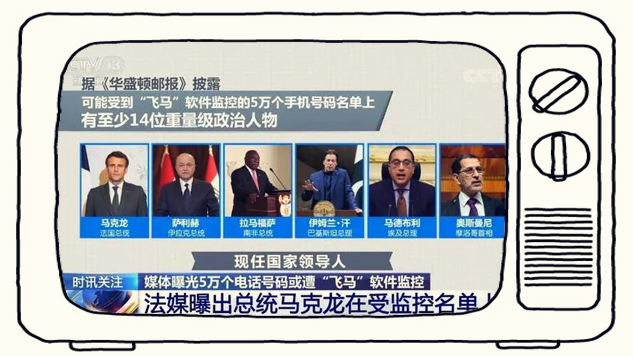 CCTV 13
CCTV
据《华盛顿邮报》披露
可能受到“飞马”软件监控的5万个手机号码名单上
有至少14位重量级政治人物
马克龙
法国总统
萨利赫
伊拉克总统
拉马福萨
南非总统
伊姆兰·汗
巴基斯坦总理
马德布利
埃及总理
奥斯曼尼
摩洛哥首相
现任国家领导人
时讯关注
媒体曝光5万个电话号码或遭“飞马”软件监控
法媒曝出总统马克龙在受监控名单上